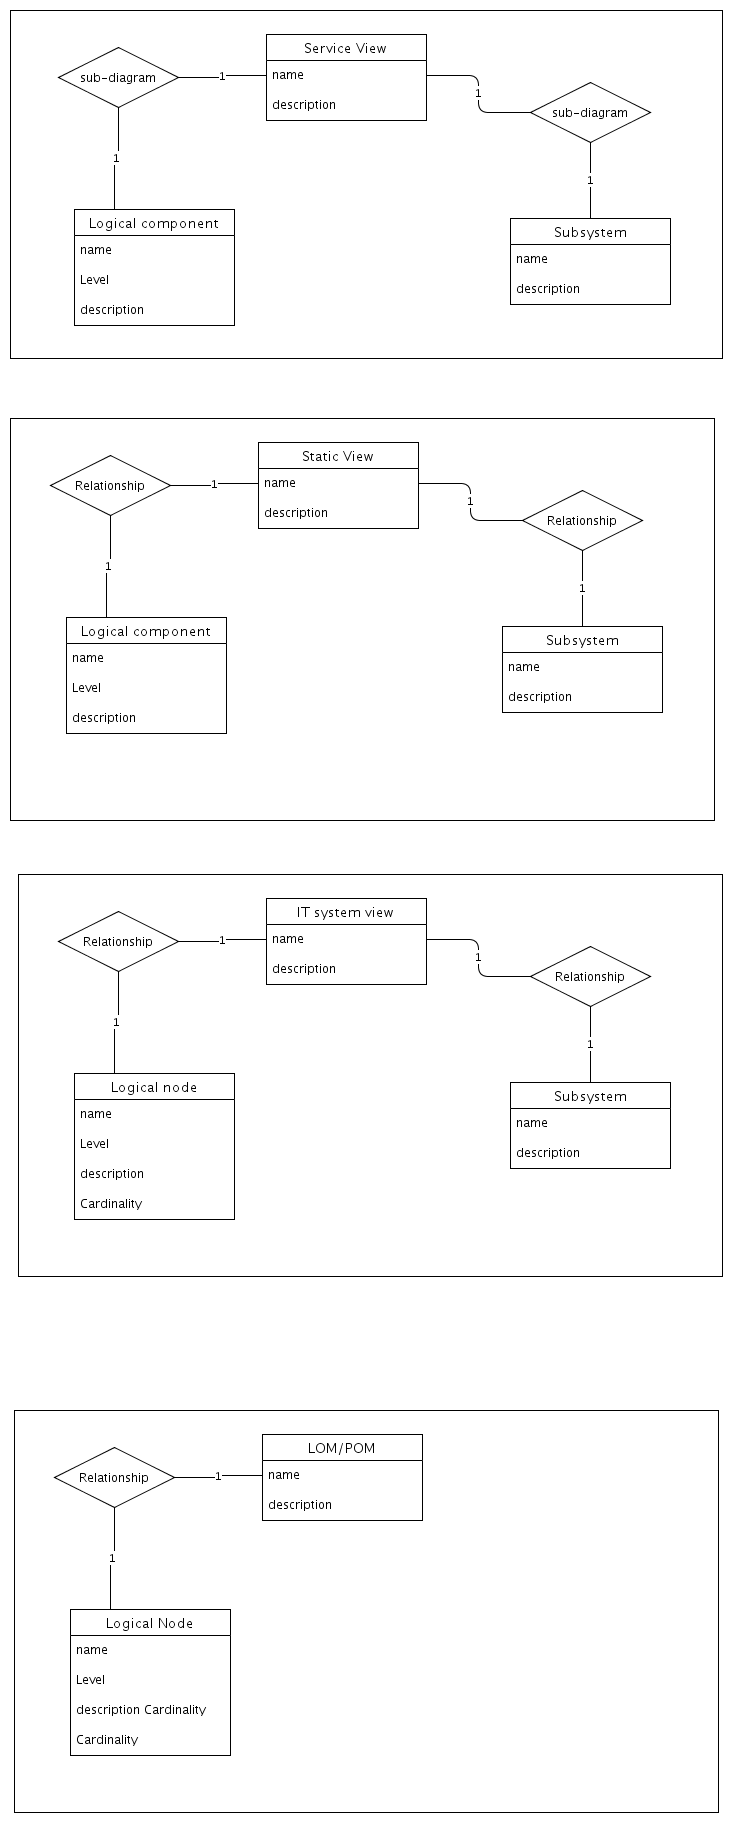 Service View
name
description
sub-diagram
1
1
sub-diagram
1
1
Logical component
name
Level
description
Subsystem
name
description
Static View
name
description
Relationship
1
1
Relationship
1
1
Logical component
name
Level
description
Subsystem
name
description
IT system view
name
description
Relationship
1
1
Relationship
1
1
Logical node
name
Level
description
Cardinality
Subsystem
name
description
LOM/POM
name
description
Relationship
1
1
Logical Node
name
Level
description Cardinality
Cardinality